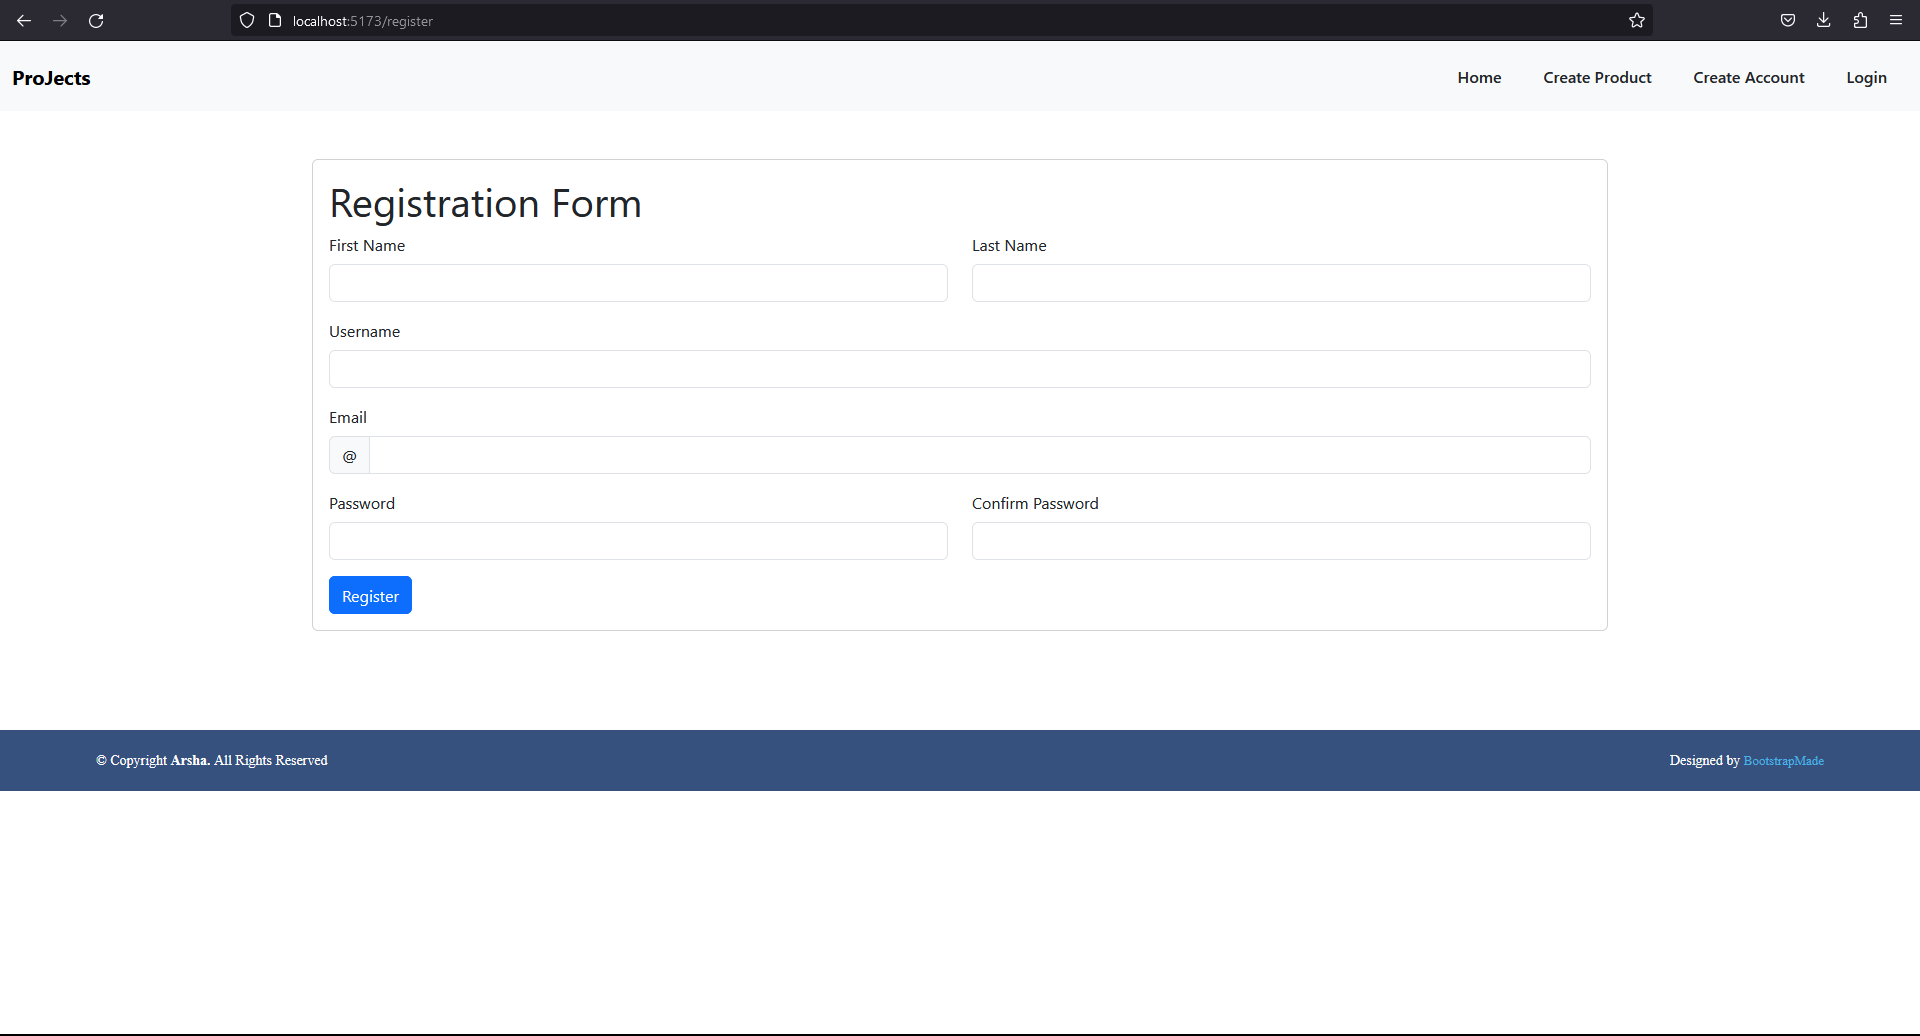 localhost:5173/register
ProJects Home Create Product Create Account Login
Registration Form
First Name Last Name
Username
Email
@
Password Confirm Password
Register
© Copyright Arsha. All Rights Reserved Designed by BootstrapMade